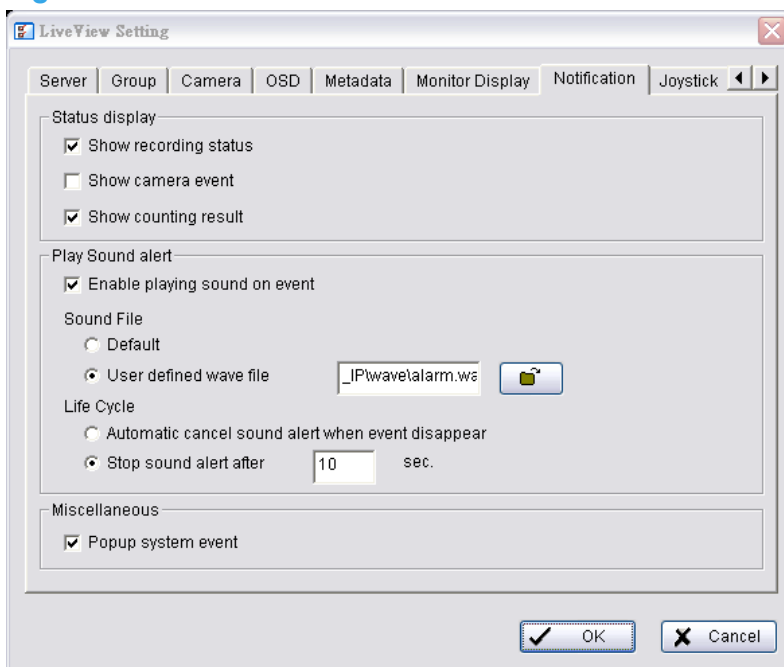 LiveView Setting
Server Group Camera OSD Metadata Monitor Display Notification Joystick
Status display
Show recording status
Show camera event
Show counting result
Play Sound alert
Enable playing sound on event
Sound File
Default
User defined wave file _IP\wave\alarm.wa
Life Cycle
Automatic cancel sound alert when event disappear
Stop sound alert after 10 sec.
Miscellaneous
Popup system event
OK Cancel